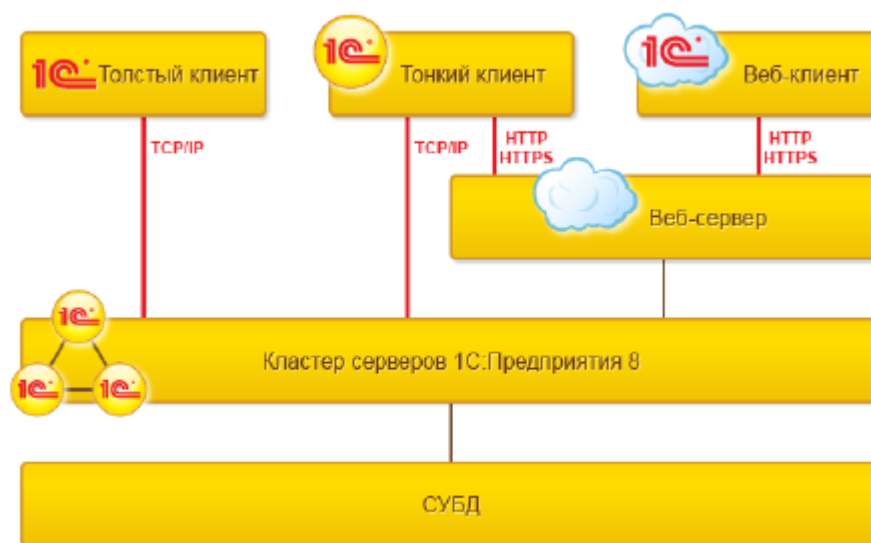 1С Толстый клиент
1С Тонкий клиент
1С Веб-клиент
TCP/IP
TCP/IP
HTTP
HTTPS
HTTP
HTTPS
Веб-сервер
1С
1С 1С
Кластер серверов 1С:Предприятия 8
СУБД